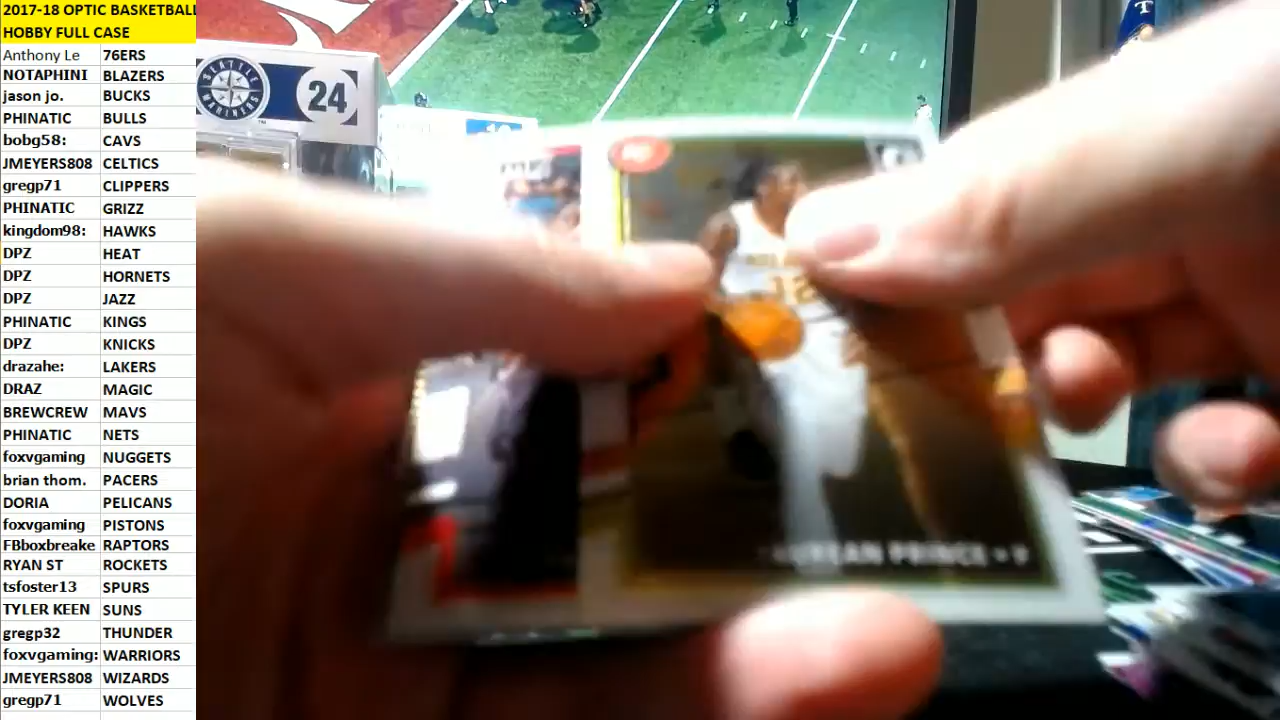 2017-18 OPTIC BASKETBALL
HOBBY FULL CASE
Anthony Le 76ERS
NOTAPHINI BLAZERS
jason jo. BUCKS
PHINATIC BULLS
bobg58: CAVS
JMEYERS808 CELTICS
gregp71 CLIPPERS
PHINATIC GRIZZ
kingdom98: HAWKS
DPZ HEAT
DPZ HORNETS
DPZ JAZZ
PHINATIC KINGS
DPZ KNICKS
drazahe: LAKERS
DRAZ MAGIC
BREWCREW MAVS
PHINATIC NETS
foxvgaming NUGGETS
brian thom. PACERS
DORIA PELICANS
foxvgaming PISTONS
FBboxbreake RAPTORS
RYAN ST ROCKETS
tsfoster13 SPURS
TYLER KEEN SUNS
gregp32 THUNDER
foxvgaming: WARRIORS
JMEYERS808 WIZARDS
gregp71 WOLVES
SEATTLE
MARINERS
24
12
PRINCE
T